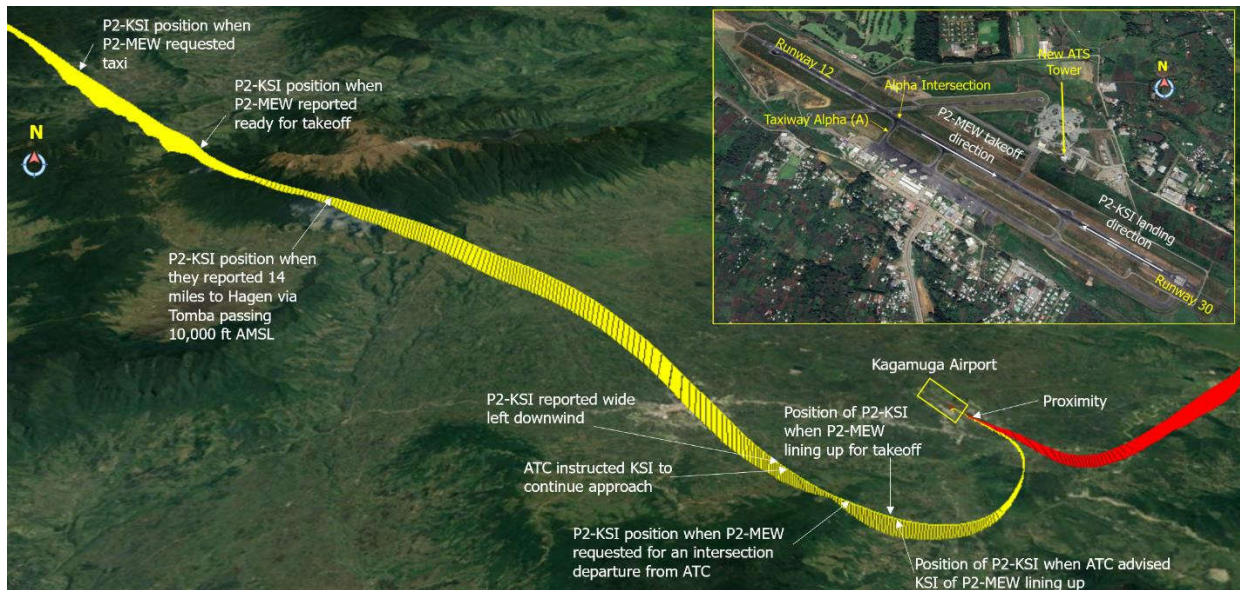 P2-KSI position when
P2-MEW requested
taxi
P2-KSI position when
P2-MEW reported
ready for takeoff
N
P2-KSI position when
they reported 14
miles to Hagen via
Tomba passing
10,000 ft AMSL
P2-KSI reported wide
left downwind
ATC instructed KSI to
continue approach
P2-KSI position when P2-MEW
requested for an intersection
departure from ATC
Position of P2-KSI
when P2-MEW
lining up for
takeoff
Position of P2-KSI when ATC advised
KSI of P2-MEW lining up
Kagamuga Airport
Proximity
Runway 12
Alpha Intersection
Taxiway Alpha (A)
P2-MEW takeoff
direction
New ATS
Tower
N
P2-KSI landing
direction
Runway 30